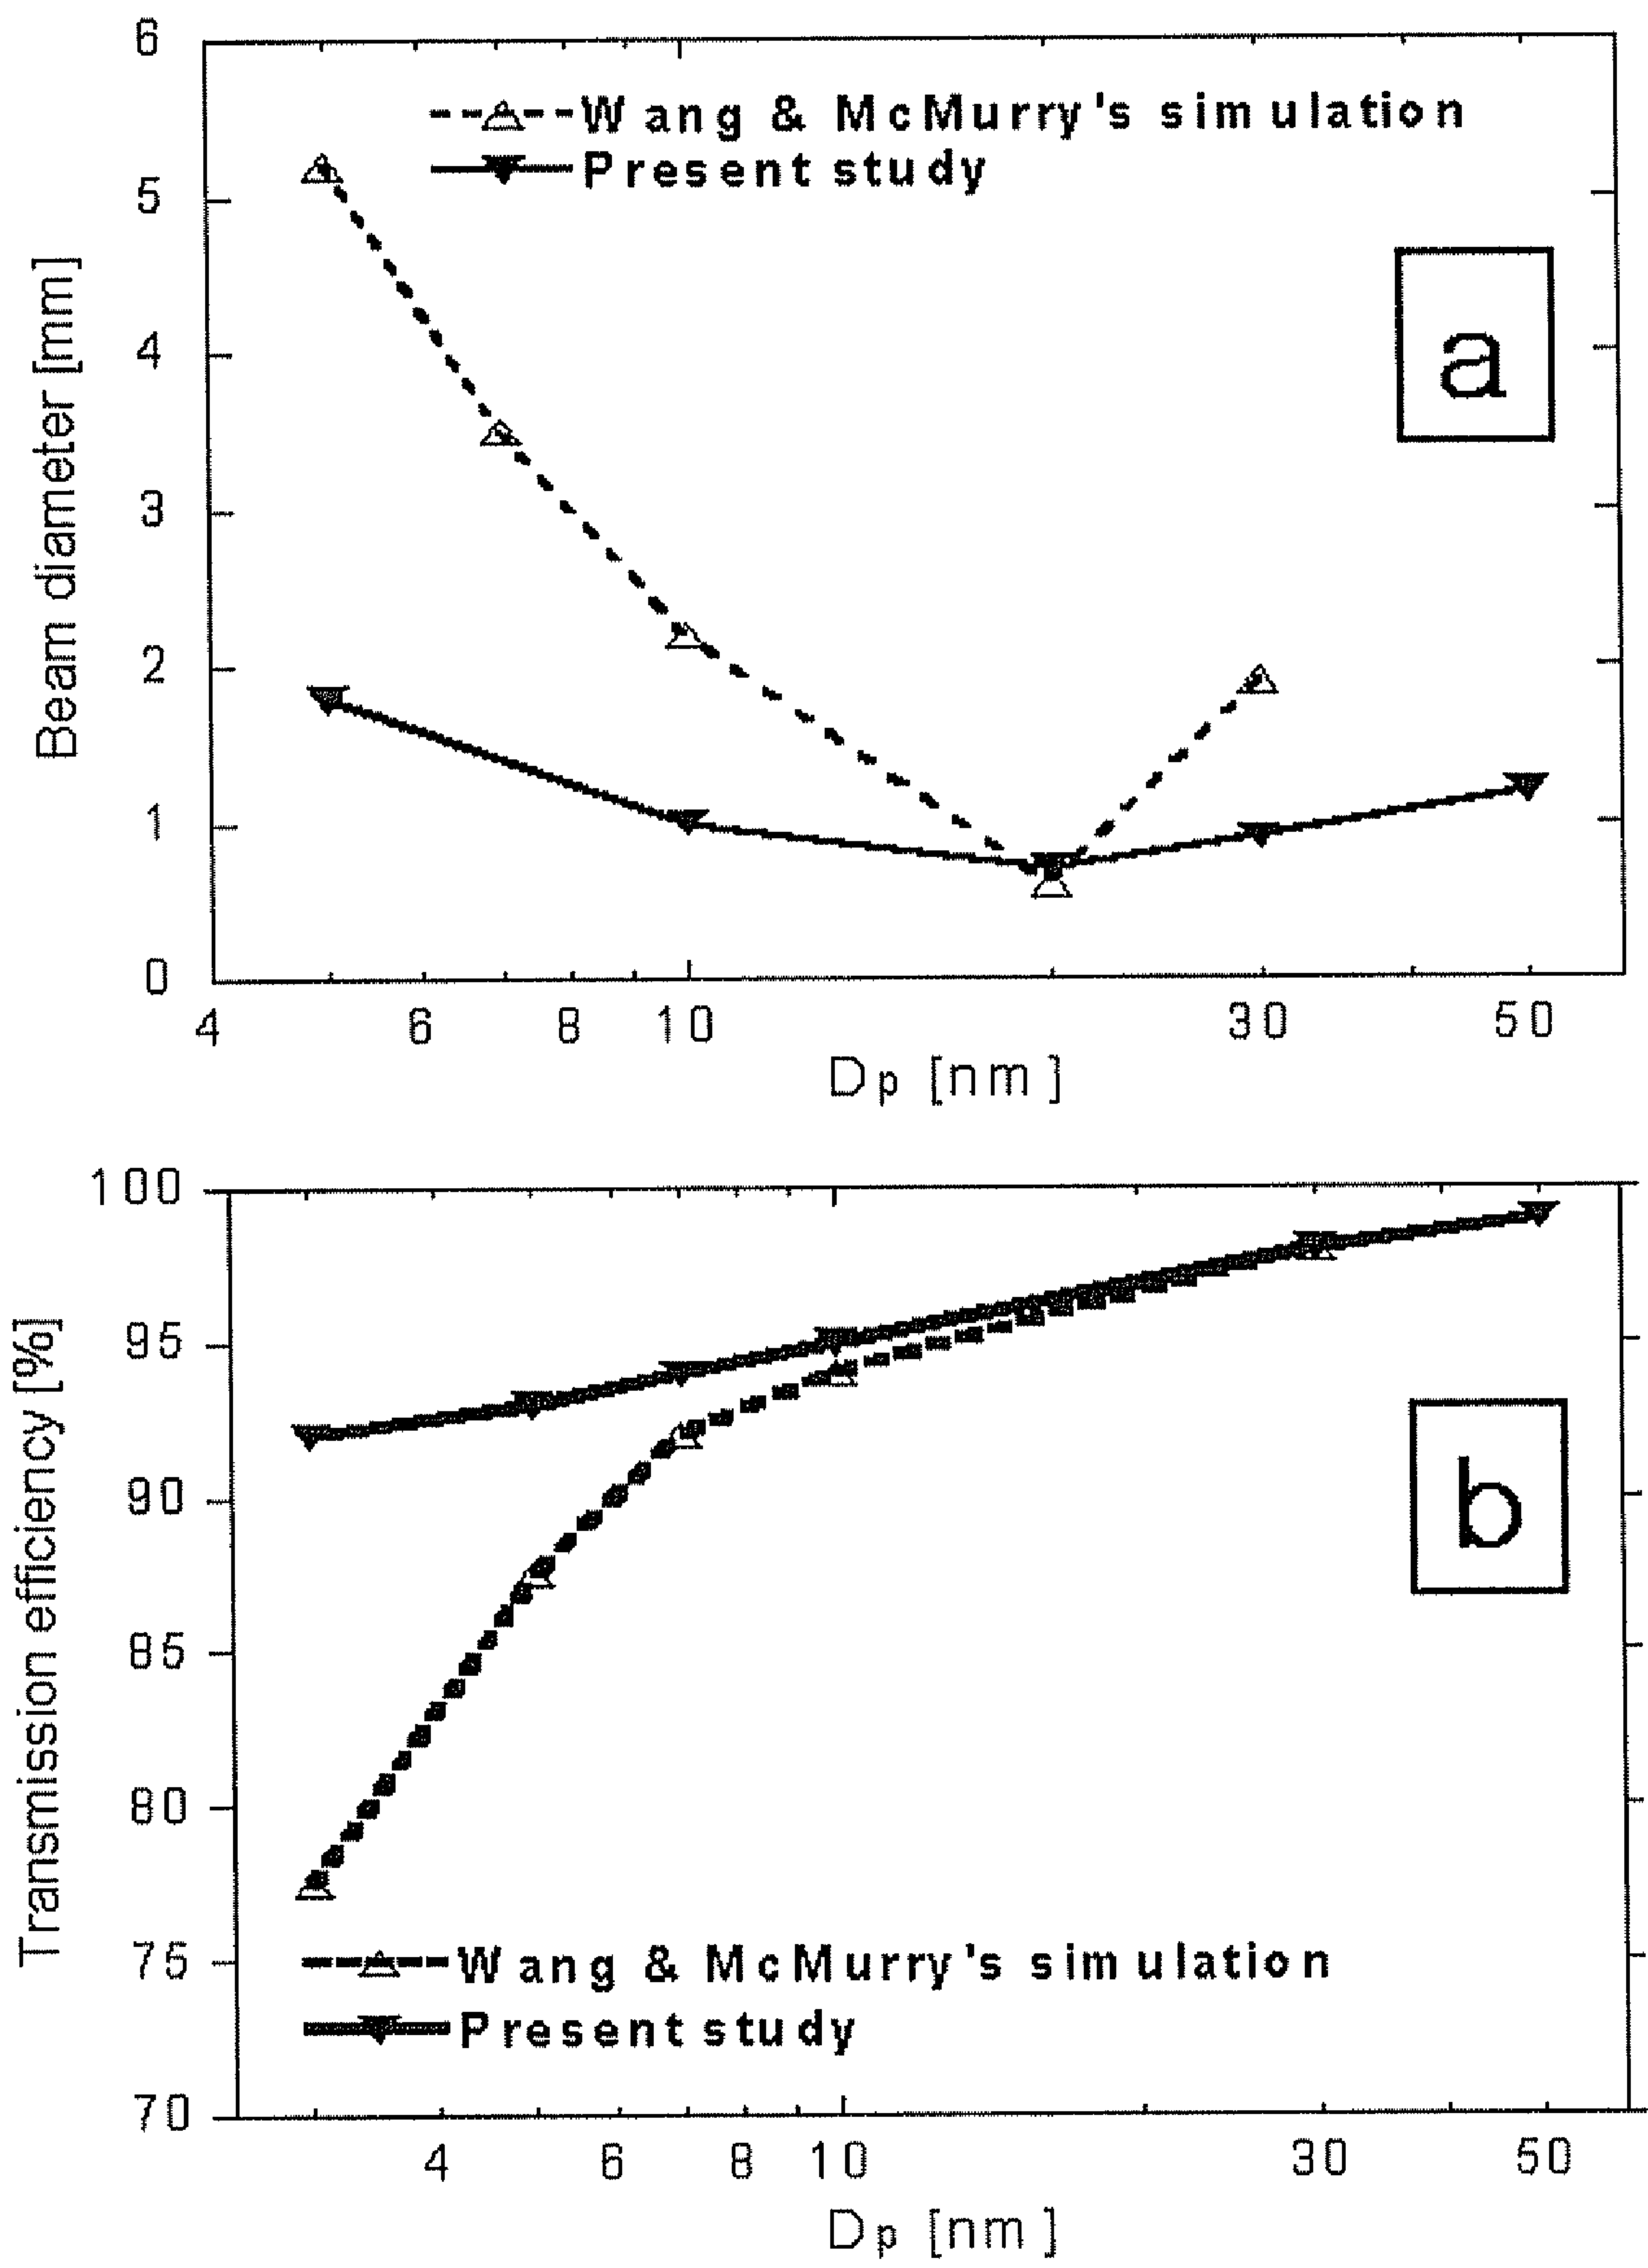 6
Wang & McMurry's simulation
Present study
5
4
3
2
1
0
Beam diameter [mm]
a
4 6 8 10 30 50
Dp [nm]
100
95
90
85
80
75
70
Transmission efficiency [%]
b
Wang & McMurry's simulation
Present study
4 6 8 10 30 50
Dp [nm]